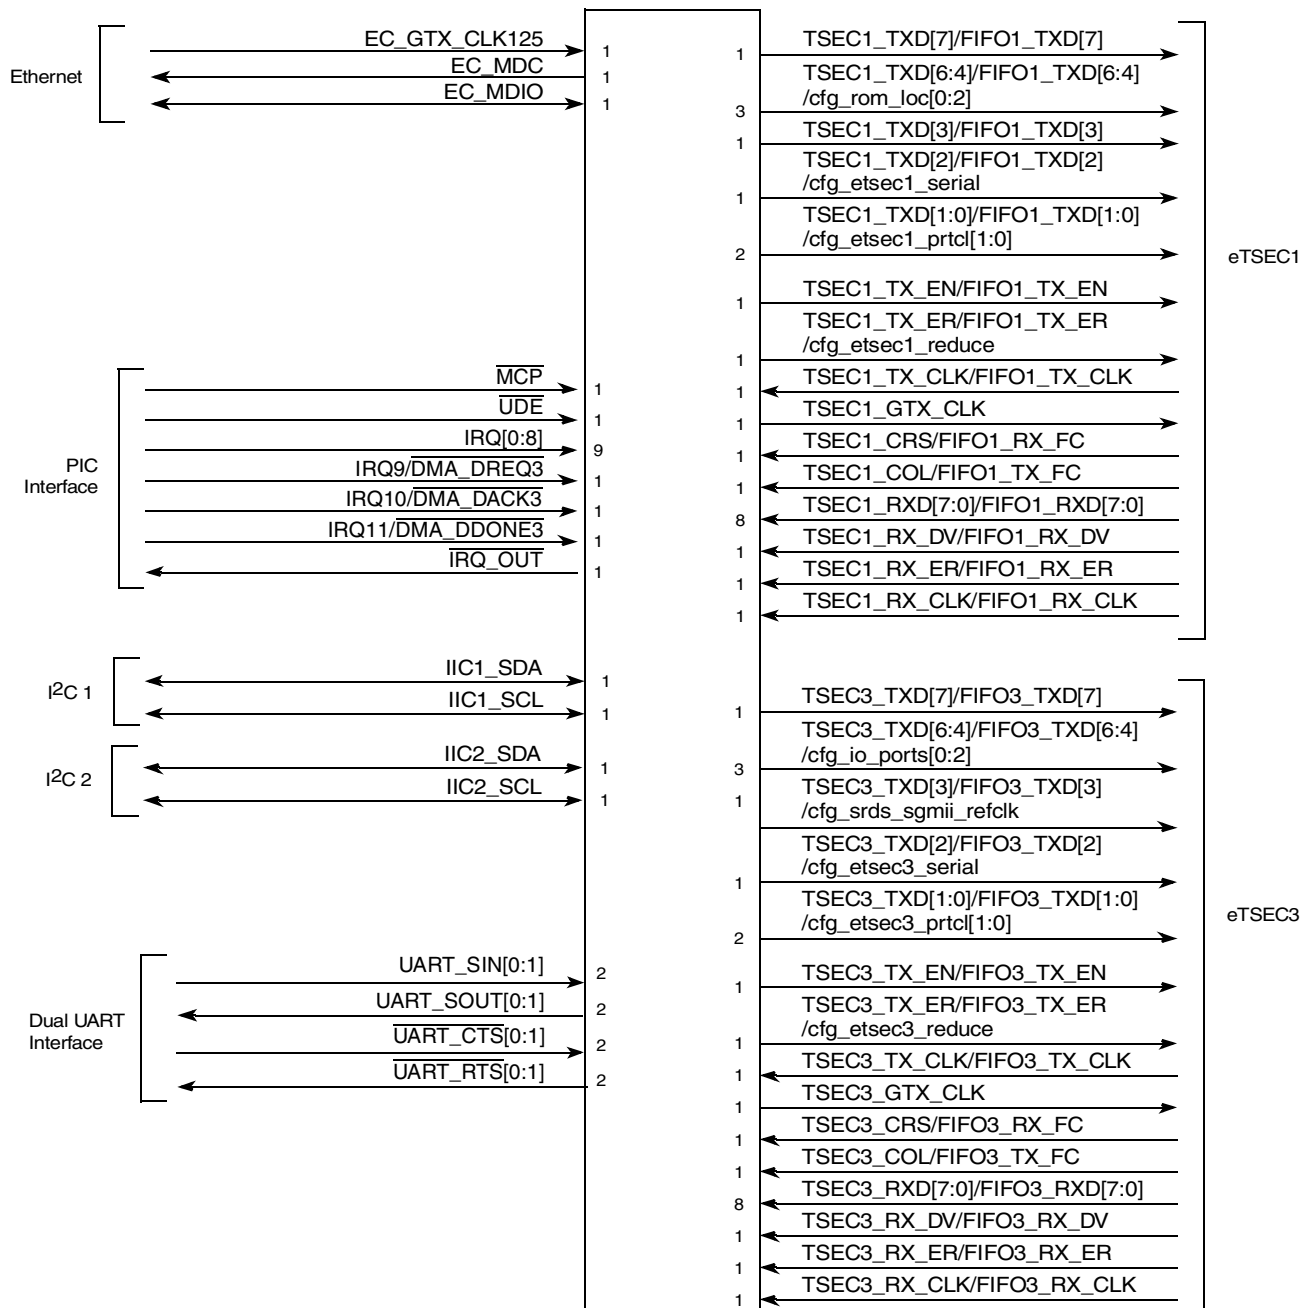 Ethernet
EC_GTX_CLK125
1
EC_MDC
1
EC_MDIO
1
PIC
Interface
MCP
1
UDE
1
IRQ[0:8]
9
IRQ9/DMA_DREQ3
1
IRQ10/DMA_DACK3
1
IRQ11/DMA_DDONE3
1
IRQ_OUT
1
I2C 1
IIC1_SDA
1
IIC1_SCL
1
I2C 2
IIC2_SDA
1
IIC2_SCL
1
Dual UART
Interface
UART_SIN[0:1]
2
UART_SOUT[0:1]
2
UART_CTS[0:1]
2
UART_RTS[0:1]
2
TSEC1_TXD[7]/FIFO1_TXD[7]
1
TSEC1_TXD[6:4]/FIFO1_TXD[6:4]
/cfg_rom_loc[0:2]
3
TSEC1_TXD[3]/FIFO1_TXD[3]
1
TSEC1_TXD[2]/FIFO1_TXD[2]
/cfg_etsec1_serial
1
TSEC1_TXD[1:0]/FIFO1_TXD[1:0]
/cfg_etsec1_prtcl[1:0]
2
eTSEC1
TSEC1_TX_EN/FIFO1_TX_EN
1
TSEC1_TX_ER/FIFO1_TX_ER
/cfg_etsec1_reduce
1
TSEC1_TX_CLK/FIFO1_TX_CLK
1
TSEC1_GTX_CLK
1
TSEC1_CRS/FIFO1_RX_FC
1
TSEC1_COL/FIFO1_TX_FC
1
TSEC1_RXD[7:0]/FIFO1_RXD[7:0]
8
TSEC1_RX_DV/FIFO1_RX_DV
1
TSEC1_RX_ER/FIFO1_RX_ER
1
TSEC1_RX_CLK/FIFO1_RX_CLK
1
TSEC3_TXD[7]/FIFO3_TXD[7]
1
TSEC3_TXD[6:4]/FIFO3_TXD[6:4]
/cfg_io_ports[0:2]
3
TSEC3_TXD[3]/FIFO3_TXD[3]
1
/cfg_srds_sgmii_refclk
TSEC3_TXD[2]/FIFO3_TXD[2]
/cfg_etsec3_serial
1
TSEC3_TXD[1:0]/FIFO3_TXD[1:0]
/cfg_etsec3_prtcl[1:0]
2
eTSEC3
TSEC3_TX_EN/FIFO3_TX_EN
1
TSEC3_TX_ER/FIFO3_TX_ER
/cfg_etsec3_reduce
1
TSEC3_TX_CLK/FIFO3_TX_CLK
1
TSEC3_GTX_CLK
1
TSEC3_CRS/FIFO3_RX_FC
1
TSEC3_COL/FIFO3_TX_FC
1
TSEC3_RXD[7:0]/FIFO3_RXD[7:0]
8
TSEC3_RX_DV/FIFO3_RX_DV
1
TSEC3_RX_ER/FIFO3_RX_ER
1
TSEC3_RX_CLK/FIFO3_RX_CLK
1